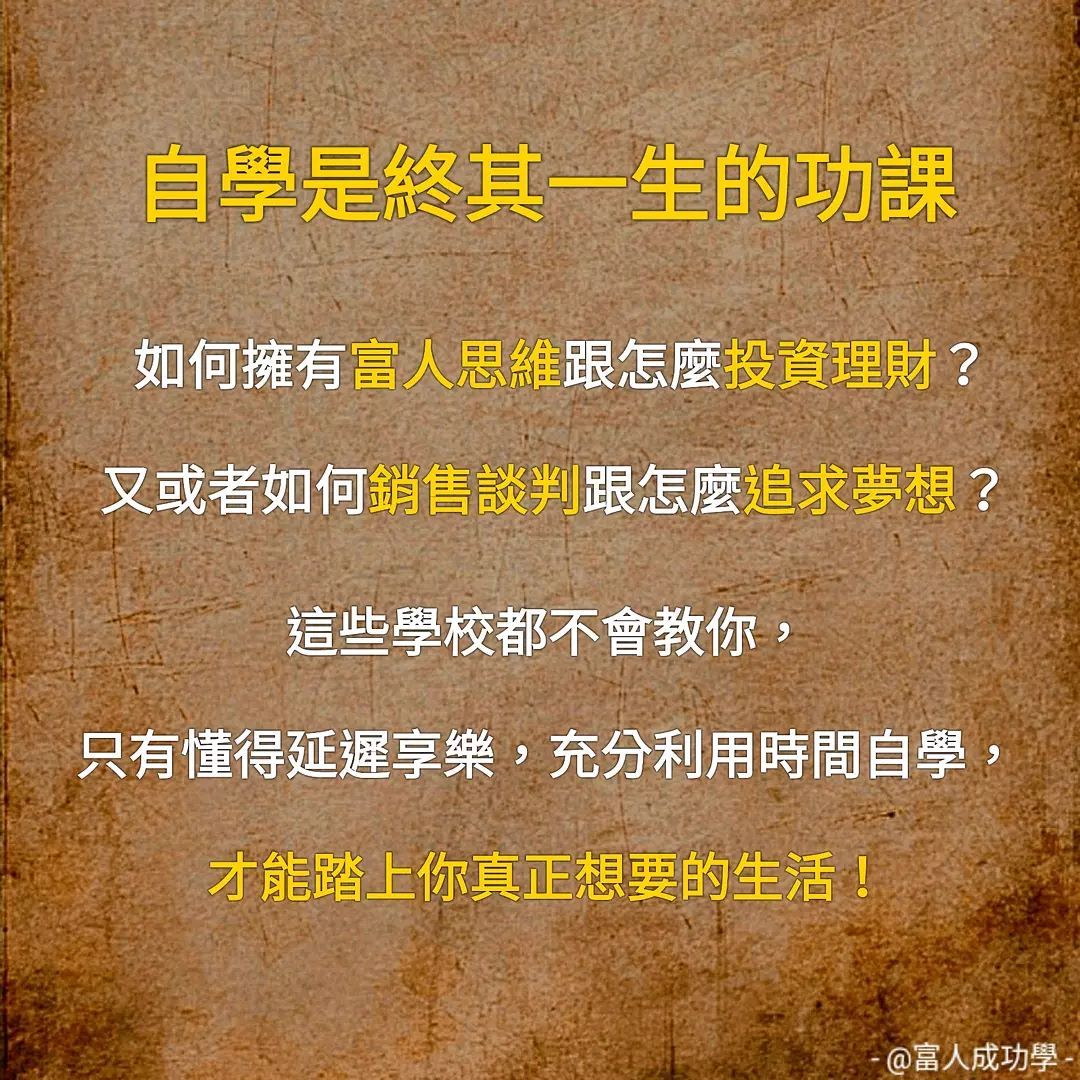 自學是終其一生的功課
如何擁有富人思維跟怎麼投資理財？
又或者如何銷售談判跟怎麼追求夢想？
這些學校都不會教你，
只有懂得延遲享樂，充分利用時間自學，
才能踏上你真正想要的生活！
- @富人成功學 -